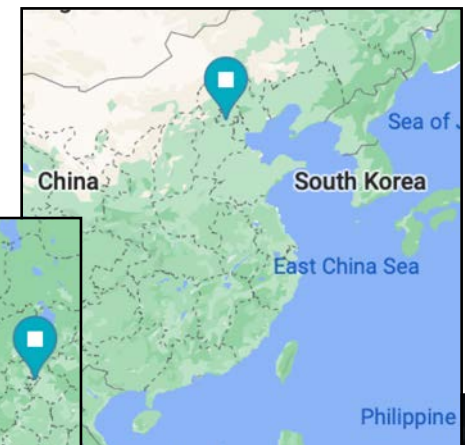 Sea of
China
South Korea
East China Sea
Philippine